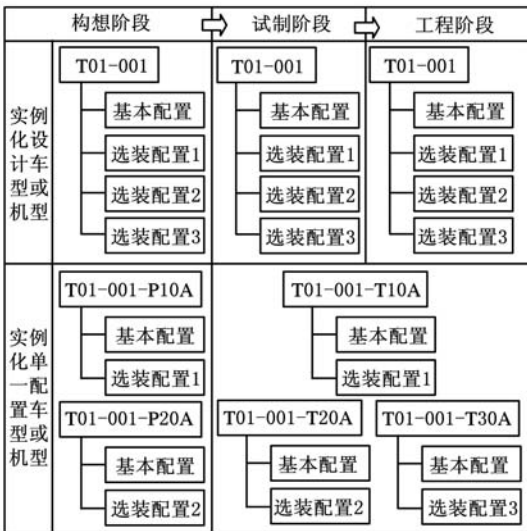 构想阶段
试制阶段
工程阶段
实例
化设
计车
型或
机型
T01-001
基本配置
选装配置1
选装配置2
选装配置3
T01-001
基本配置
选装配置1
选装配置2
选装配置3
T01-001
基本配置
选装配置1
选装配置2
选装配置3
实例
化单
一配
置车
型或
机型
T01-001-P10A
基本配置
选装配置1
T01-001-P20A
基本配置
选装配置2
T01-001-T10A
基本配置
选装配置1
T01-001-T20A
基本配置
选装配置2
T01-001-T30A
基本配置
选装配置3